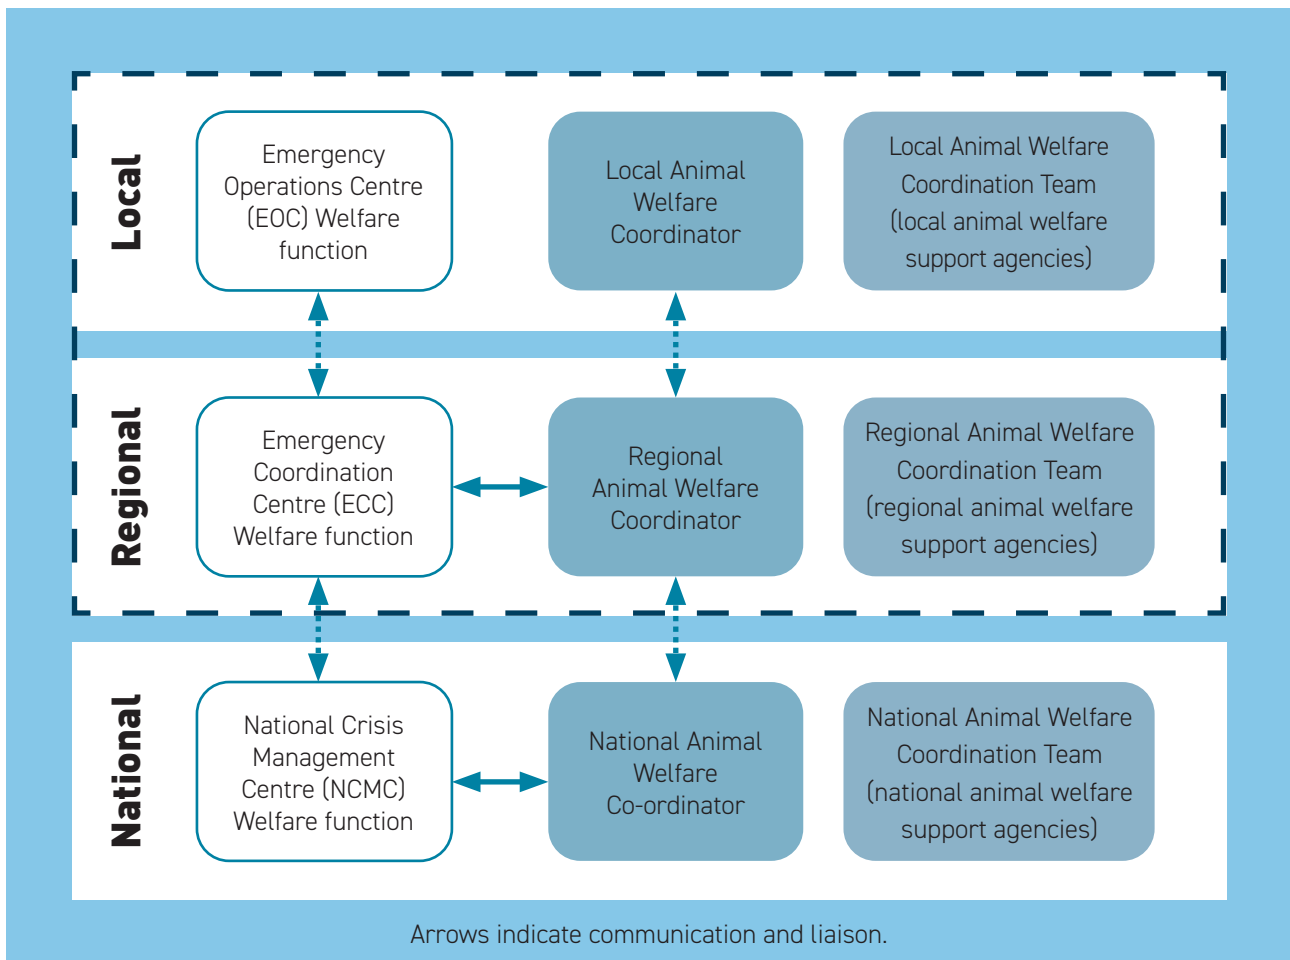 Local
Emergency
Operations Centre
(EOC) Welfare
function
Local Animal
Welfare
Coordinator
Local Animal Welfare
Coordination Team
(local animal welfare
support agencies)
Regional
Emergency
Coordination
Centre (ECC)
Welfare function
Regional
Animal Welfare
Coordinator
Regional Animal Welfare
Coordination Team
(regional animal welfare
support agencies)
National
National Crisis
Management
Centre (NCMC)
Welfare function
National Animal
Welfare
Co-ordinator
National Animal Welfare
Coordination Team
(national animal welfare
support agencies)
Arrows indicate communication and liaison.